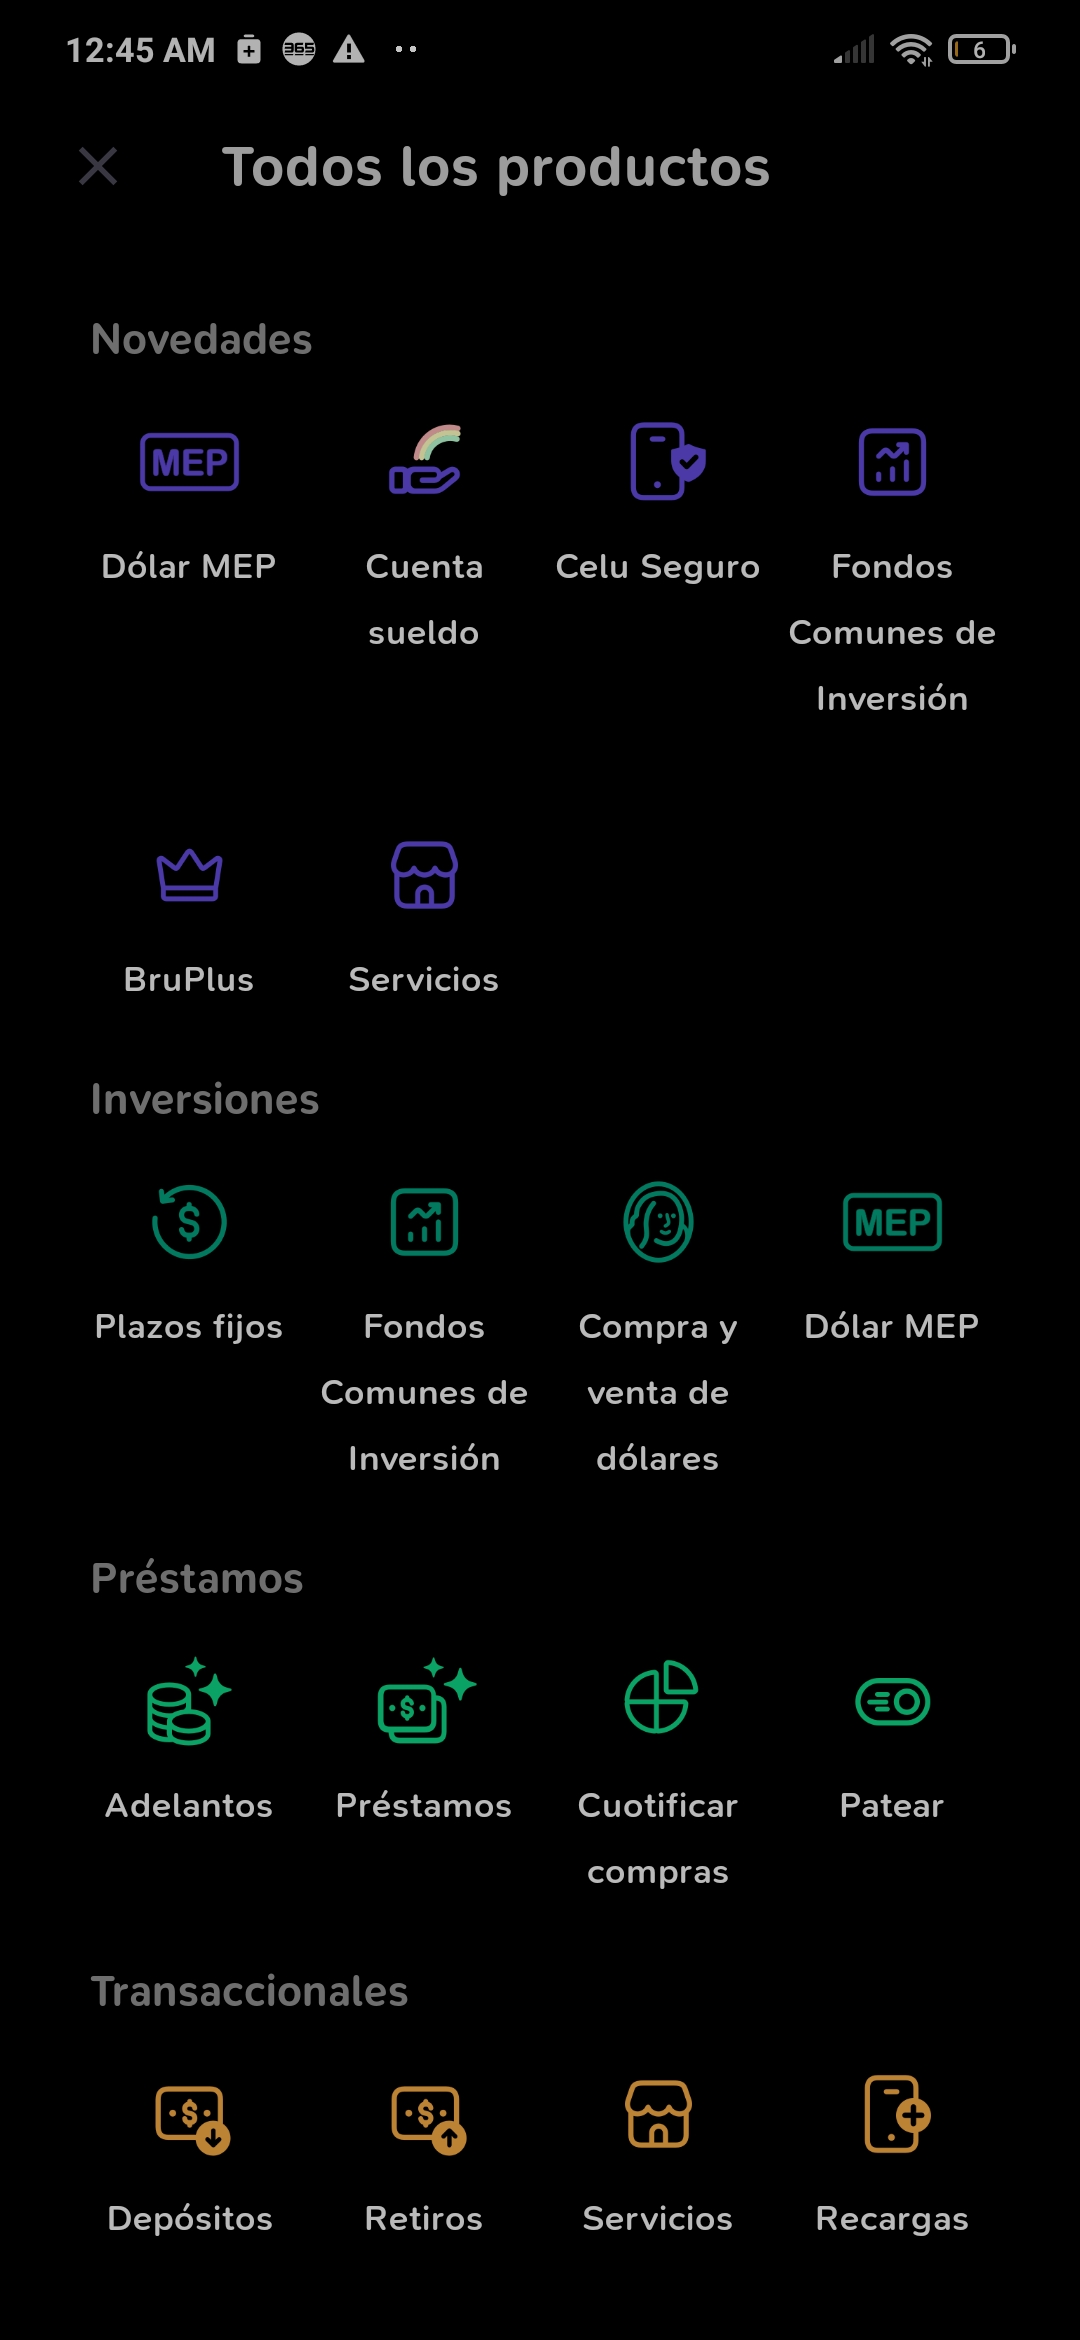 12:45 AM 365 6
Todos los productos
Novedades
MEP
Dólar MEP Cuenta Celu Seguro Fondos
sueldo Comunes de
Inversión
BruPlus Servicios
Inversiones
$ MEP
Plazos fijos Fondos Compra y Dólar MEP
Comunes de venta de
Inversión dólares
Préstamos
$
Adelantos Préstamos Cuotificar Patear
compras
Transaccionales
$ $
Depósitos Retiros Servicios Recargas